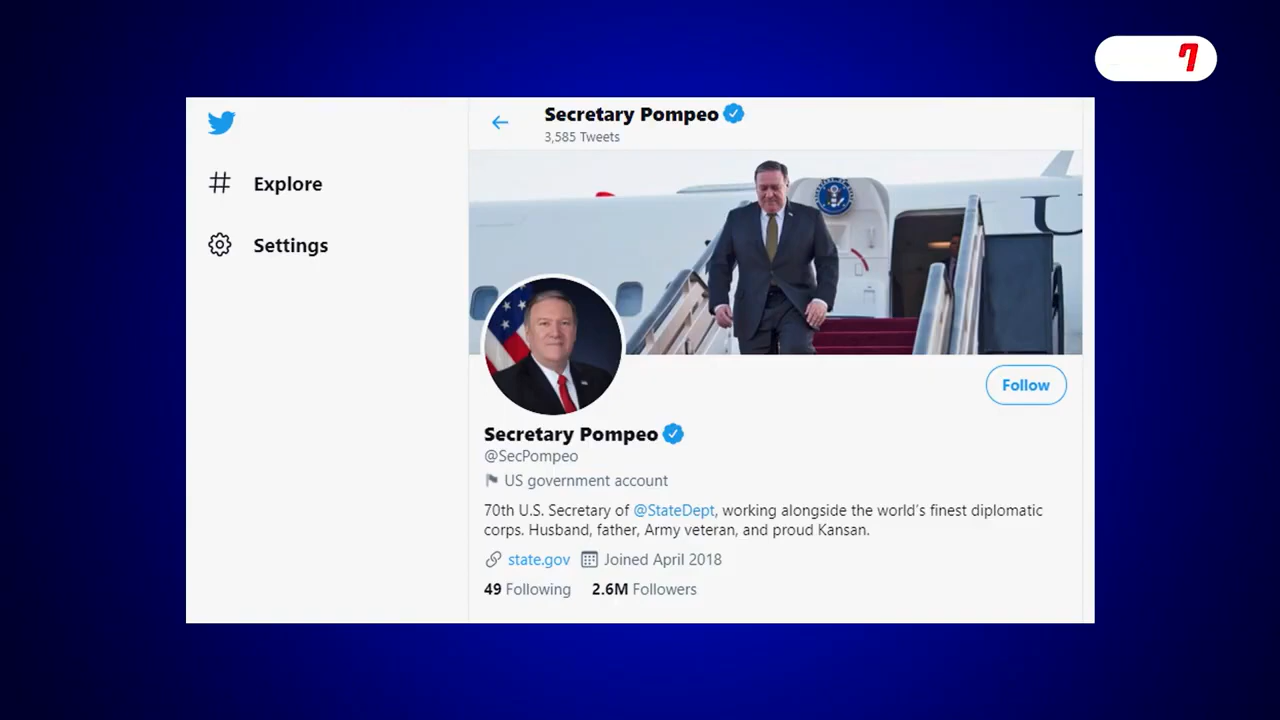 7
Secretary Pompeo
3,585 Tweets
Explore
Settings
U
Follow
Secretary Pompeo
@SecPompeo
US government account
70th U.S. Secretary of @StateDept, working alongside the world's finest diplomatic
corps. Husband, father, Army veteran, and proud Kansan.
state.gov Joined April 2018
49 Following 2.6M Followers